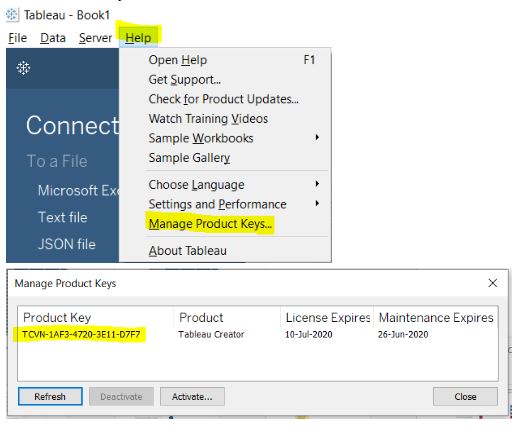 Tableau - Book1
File Data Server Help
Open Help F1
Get Support...
Check for Product Updates...
Watch Training Videos
Sample Workbooks
Sample Gallery
Choose Language
Settings and Performance
Manage Product Keys...
About Tableau
Connect
To a File
Microsoft Exc
Text file
JSON file
Manage Product Keys
Product Key Product License Expires Maintenance Expires
TCVN-1AF3-4720-3E11-D7F7 Tableau Creator 10-Jul-2020 26-Jun-2020
Refresh Deactivate Activate... Close